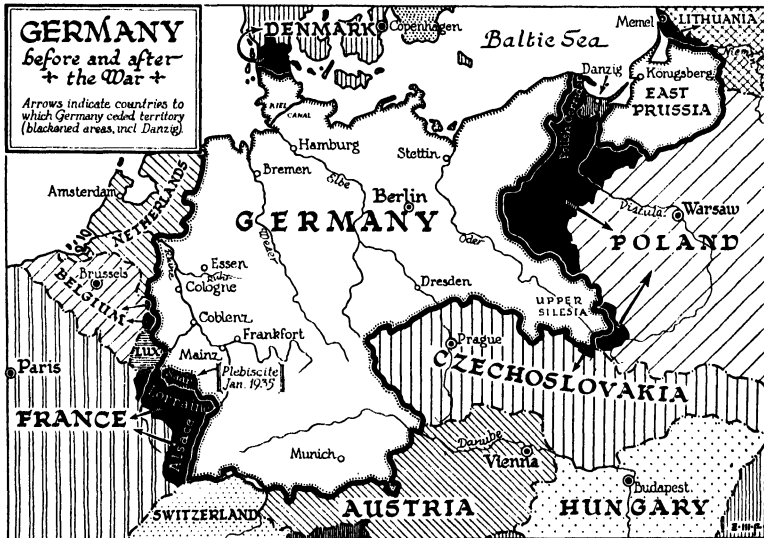 GERMANY
before and after
the War
Arrows indicate countries to
which Germany ceded territory
(blackened areas, incl Danzig).
DENMARK
Copenhagen
Baltic Sea
Memel
LITHUANIA
Niemen
Danzig
Königsberg
EAST
PRUSSIA
KIEL
CANAL
Hamburg
Stettin
Bremen
Elbe
Amsterdam
NETHERLANDS
Berlin
Vistula
Warsaw
GERMANY
Weser
Oder
POLAND
Essen
Ruhr
Rhine
Brussels
BELGIUM
Cologne
Dresden
UPPER
SILESIA
Coblenz
Frankfort
Prague
LUX
Mainz
Paris
Saar
Plebiscite
Jan. 1935
CZECHOSLOVAKIA
Lorraine
FRANCE
Alsace
Munich
Danube
Vienna
Budapest
SWITZERLAND
AUSTRIA
HUNGARY